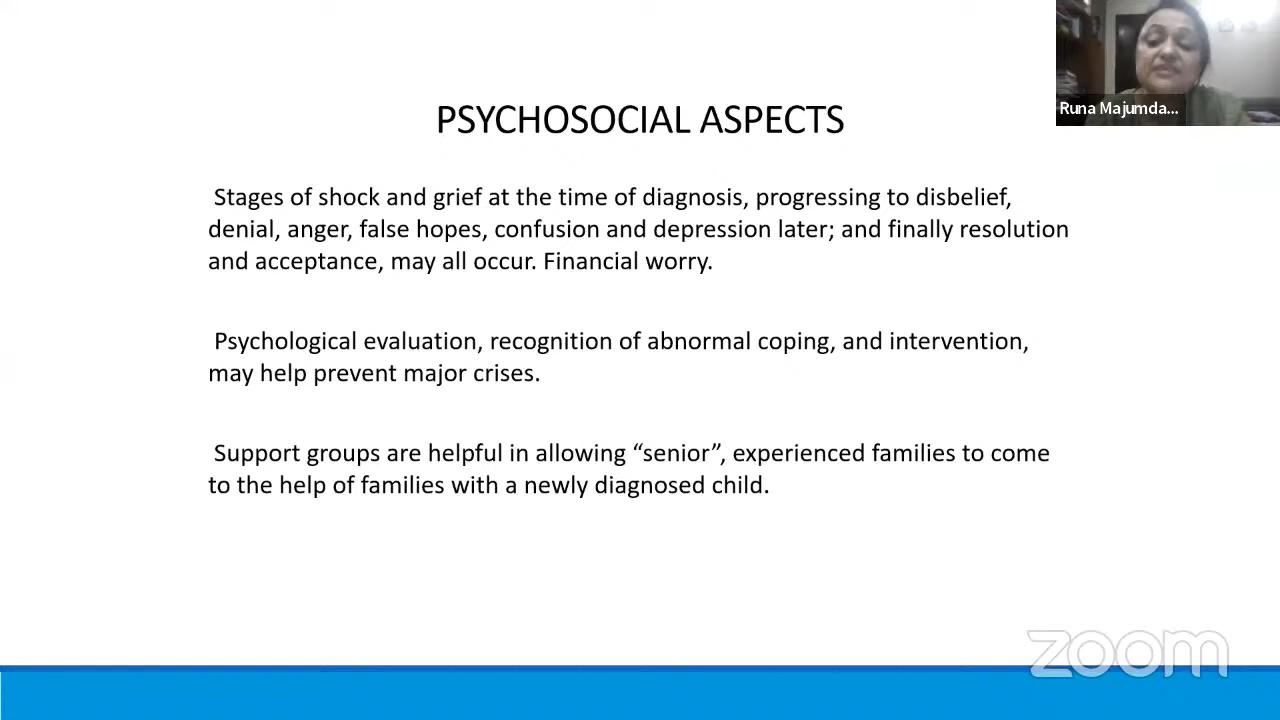 Runa Majumda...
PSYCHOSOCIAL ASPECTS
Stages of shock and grief at the time of diagnosis, progressing to disbelief,
denial, anger, false hopes, confusion and depression later; and finally resolution
and acceptance, may all occur. Financial worry.
Psychological evaluation, recognition of abnormal coping, and intervention,
may help prevent major crises.
Support groups are helpful in allowing “senior”, experienced families to come
to the help of families with a newly diagnosed child.
zoom